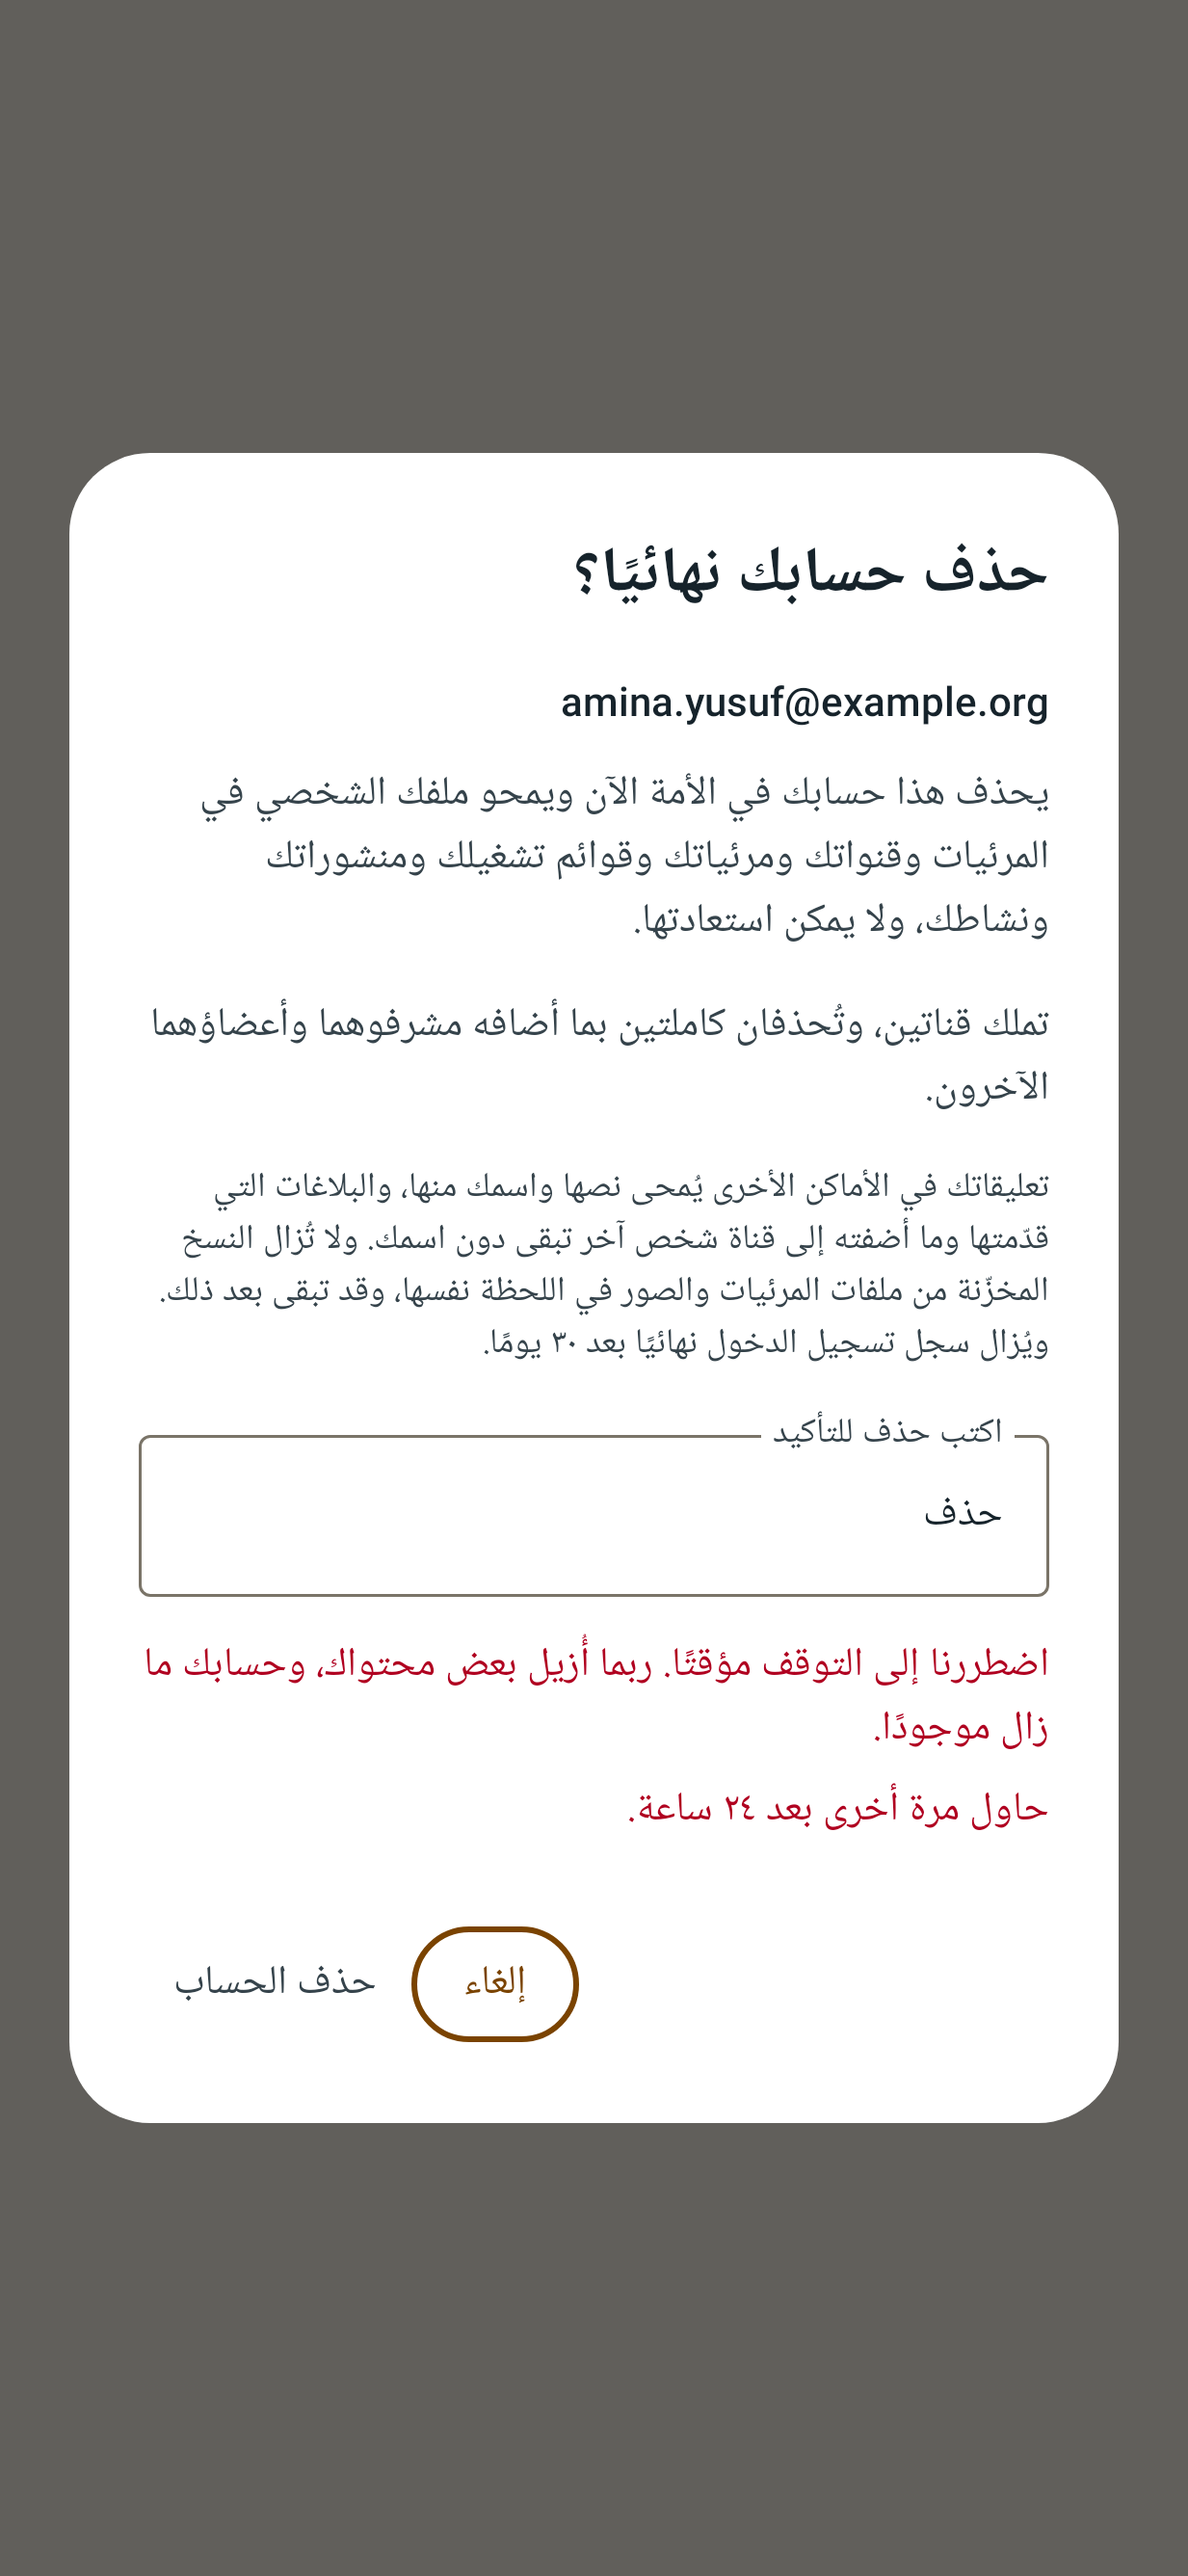 حذف حسابك نهائيًا؟
amina.yusuf@example.org
يحذف هذا حسابك في الأمة الآن ويمحو ملفك الشخصي في
المرئيات وقنواتك ومرئياتك وقوائم تشغيلك ومنشوراتك
ونشاطك، ولا يمكن استعادتها.
تملك قناتين، وتُحذفان كاملتين بما أضافه مشرفوهما وأعضاؤهما
الآخرون.
تعليقاتك في الأماكن الأخرى يُمحى نصها واسمك منها، والبلاغات التي
قدّمتها وما أضفته إلى قناة شخص آخر تبقى دون اسمك. ولا تُزال النسخ
المخزّنة من ملفات المرئيات والصور في اللحظة نفسها، وقد تبقى بعد ذلك.
ويُزال سجل تسجيل الدخول نهائيًا بعد ٣٠ يومًا.
اكتب حذف للتأكيد
حذف
اضطررنا إلى التوقف مؤقتًا. ربما أُزيل بعض محتواك، وحسابك ما
زال موجودًا.
حاول مرة أخرى بعد ٢٤ ساعة.
إلغاء
حذف الحساب